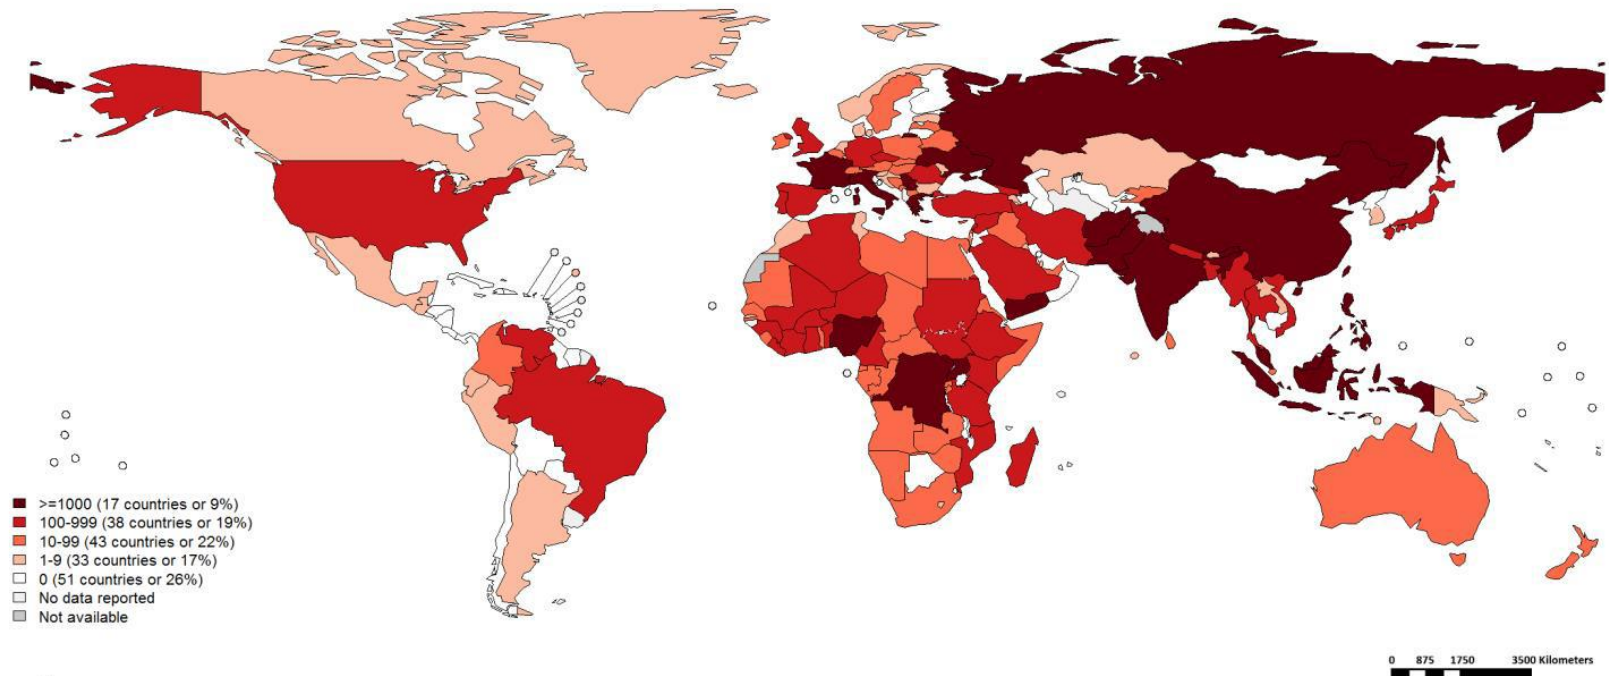 >=1000 (17 countries or 9%)
100-999 (38 countries or 19%)
10-99 (43 countries or 22%)
1-9 (33 countries or 17%)
0 (51 countries or 26%)
No data reported
Not available
0 875 1750 3500 Kilometers